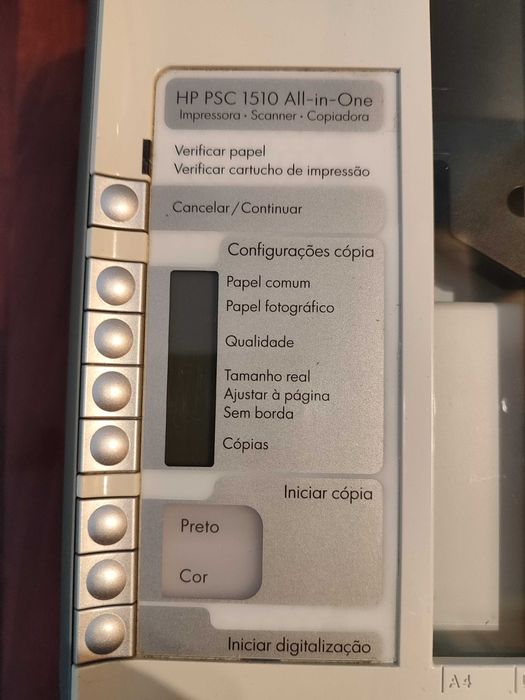 HP PSC 1510 All-in-One
Impressora • Scanner • Copiadora
Verificar papel
Verificar cartucho de impressão
Cancelar/Continuar
Configurações cópia
Papel comum
Papel fotográfico
Qualidade
Tamanho real
Ajustar à página
Sem borda
Cópias
Iniciar cópia
Preto
Cor
Iniciar digitalização
A4